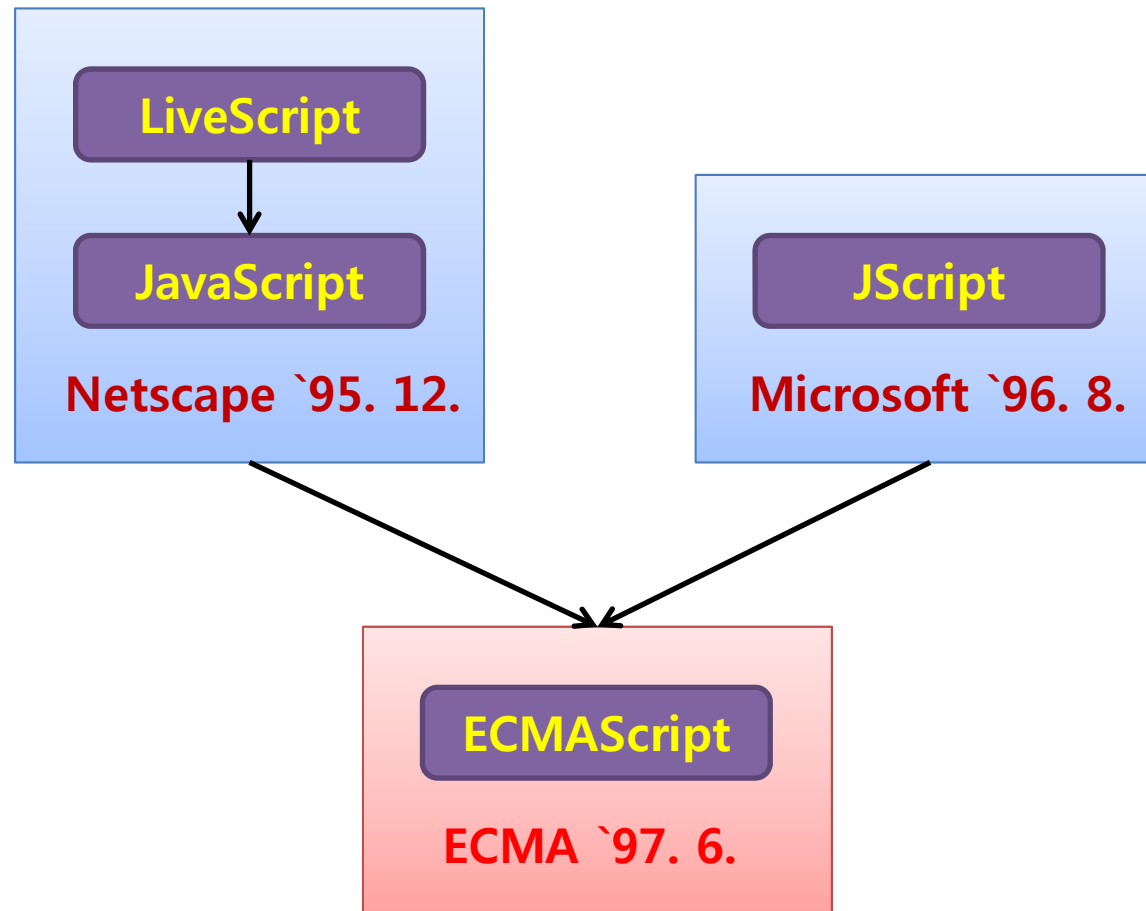 LiveScript
JavaScript
Netscape `95. 12.
JScript
Microsoft `96. 8.
ECMAScript
ECMA `97. 6.